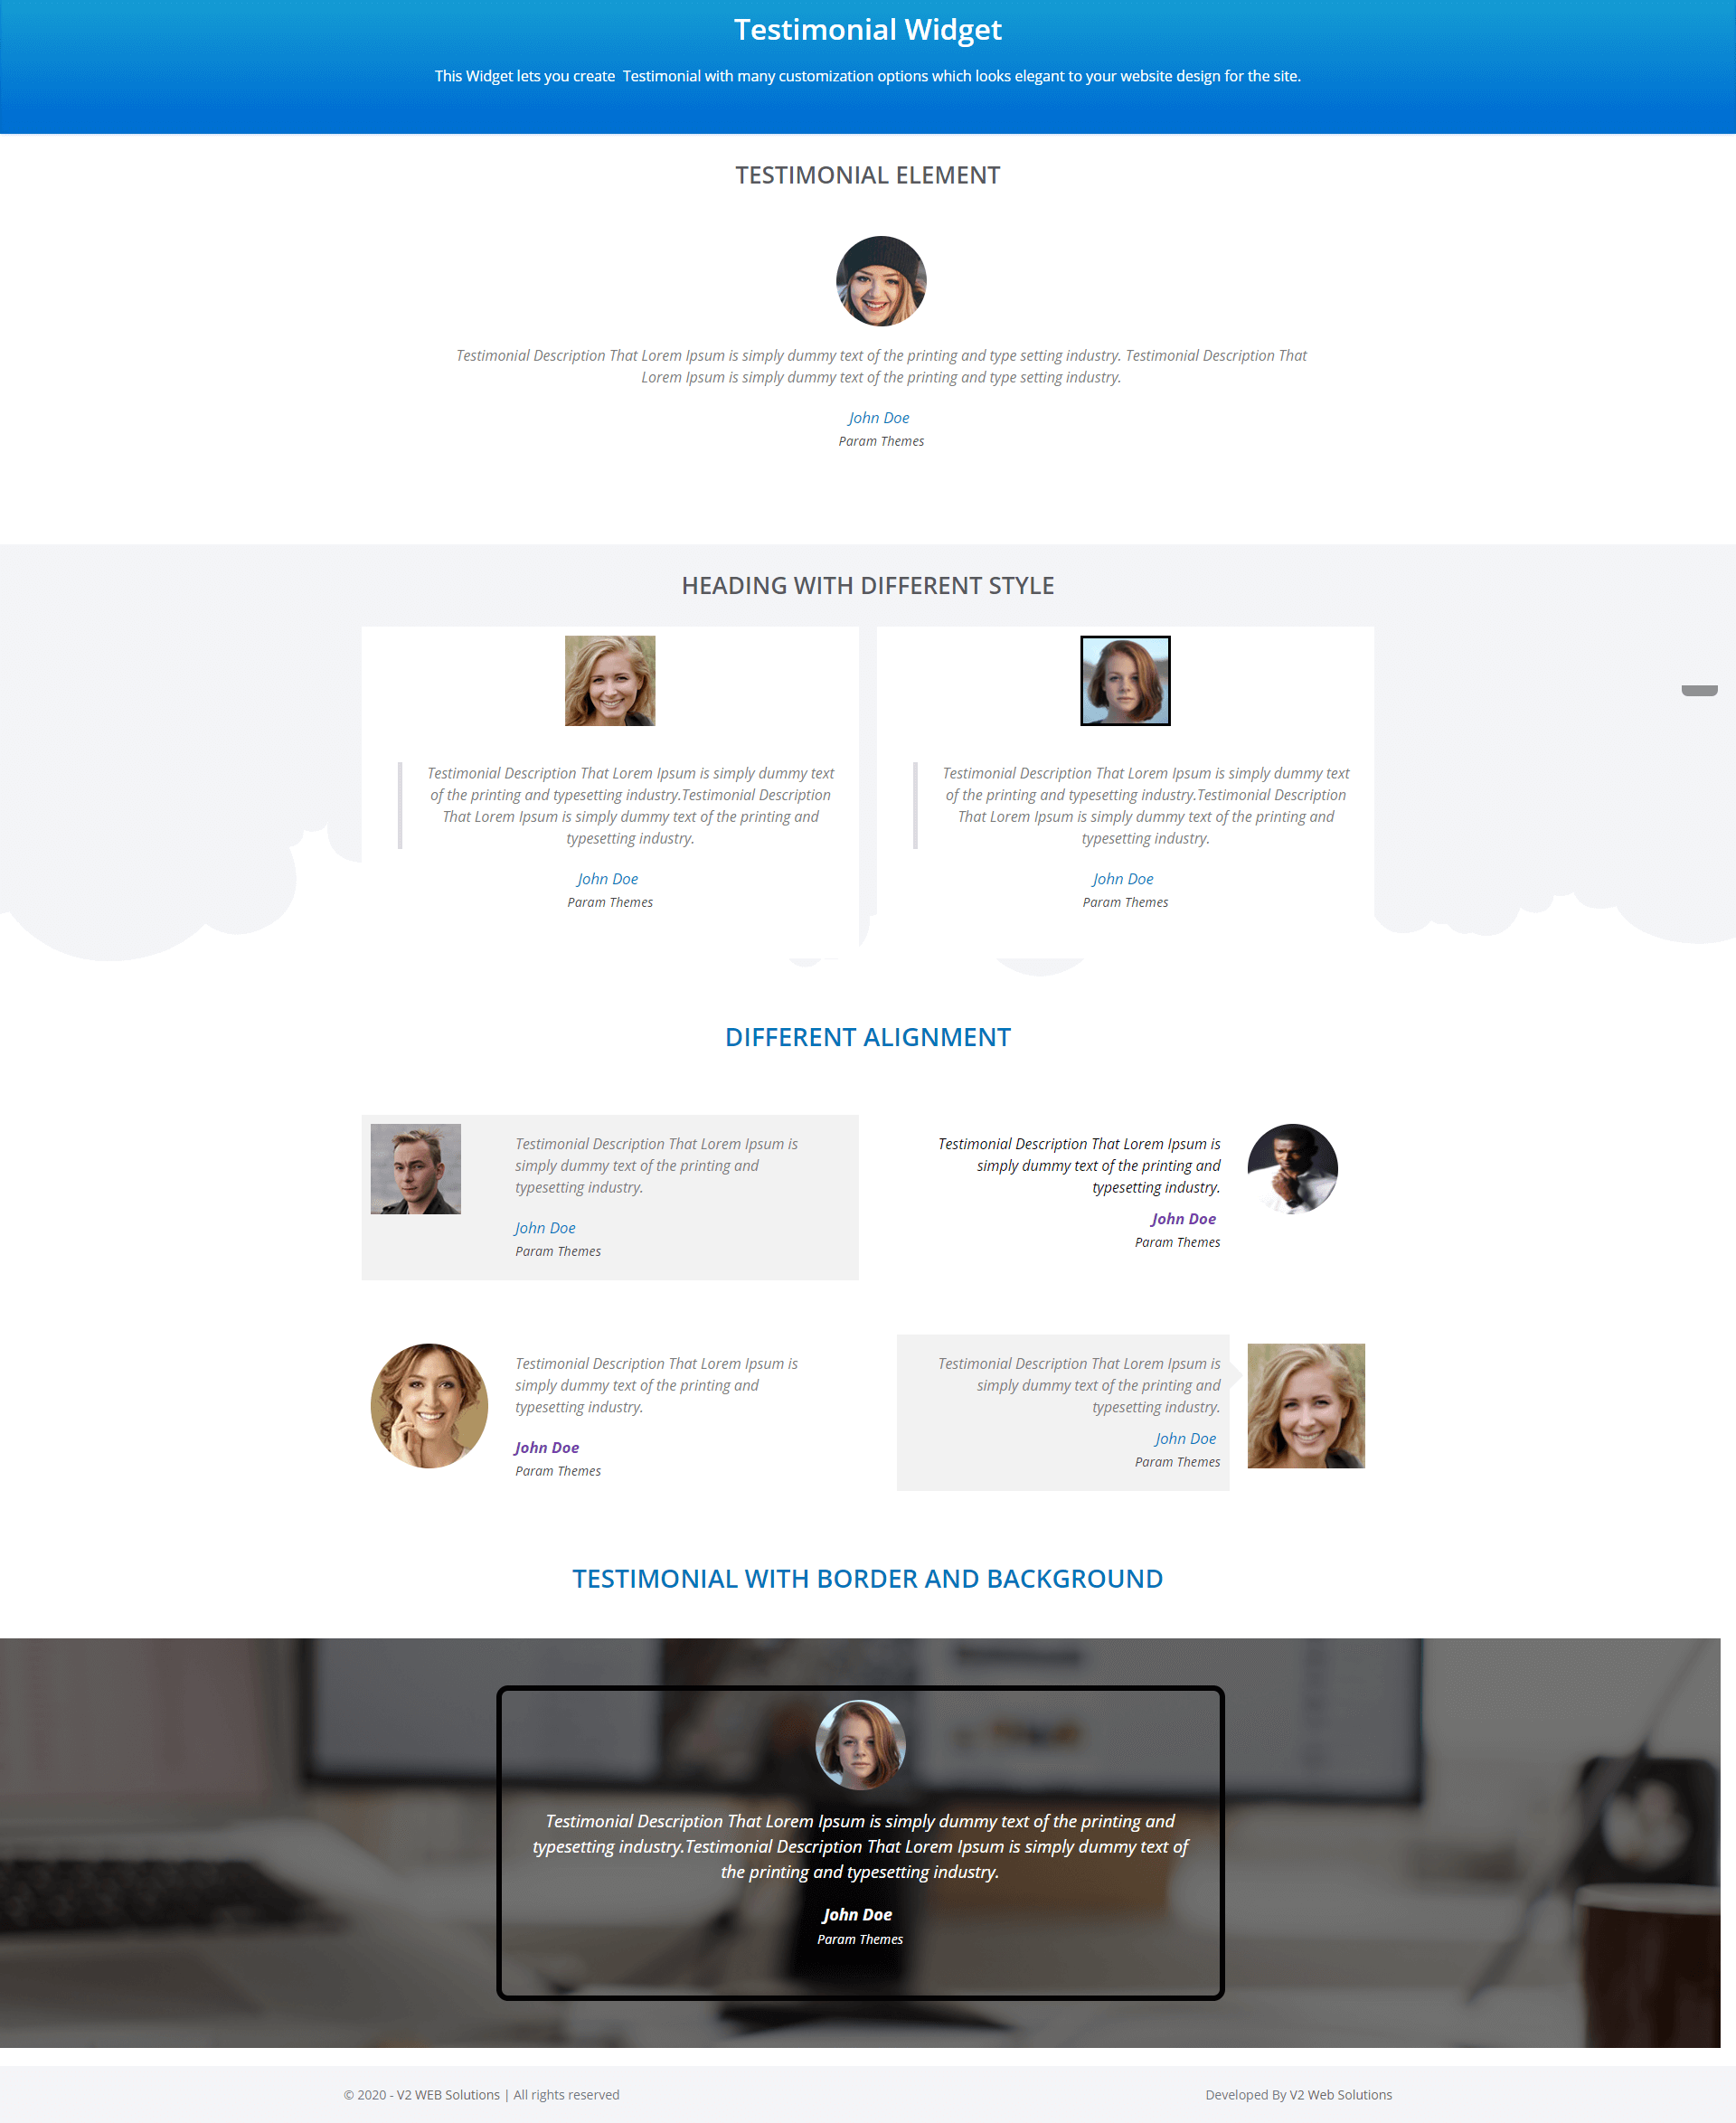 Testimonial Widget
This Widget lets you create  Testimonial with many customization options which looks elegant to your website design for the site.
TESTIMONIAL ELEMENT
Testimonial Description That Lorem Ipsum is simply dummy text of the printing and type setting industry. Testimonial Description That
Lorem Ipsum is simply dummy text of the printing and type setting industry.
John Doe
Param Themes
HEADING WITH DIFFERENT STYLE
Testimonial Description That Lorem Ipsum is simply dummy text
of the printing and typesetting industry.Testimonial Description
That Lorem Ipsum is simply dummy text of the printing and
typesetting industry.
John Doe
Param Themes
Testimonial Description That Lorem Ipsum is simply dummy text
of the printing and typesetting industry.Testimonial Description
That Lorem Ipsum is simply dummy text of the printing and
typesetting industry.
John Doe
Param Themes
DIFFERENT ALIGNMENT
Testimonial Description That Lorem Ipsum is
simply dummy text of the printing and
typesetting industry.
John Doe
Param Themes
Testimonial Description That Lorem Ipsum is
simply dummy text of the printing and
typesetting industry.
John Doe
Param Themes
Testimonial Description That Lorem Ipsum is
simply dummy text of the printing and
typesetting industry.
John Doe
Param Themes
Testimonial Description That Lorem Ipsum is
simply dummy text of the printing and
typesetting industry.
John Doe
Param Themes
TESTIMONIAL WITH BORDER AND BACKGROUND
Testimonial Description That Lorem Ipsum is simply dummy text of the printing and
typesetting industry.Testimonial Description That Lorem Ipsum is simply dummy text of
the printing and typesetting industry.
John Doe
Param Themes
© 2020 - V2 WEB Solutions | All rights reserved
Developed By V2 Web Solutions